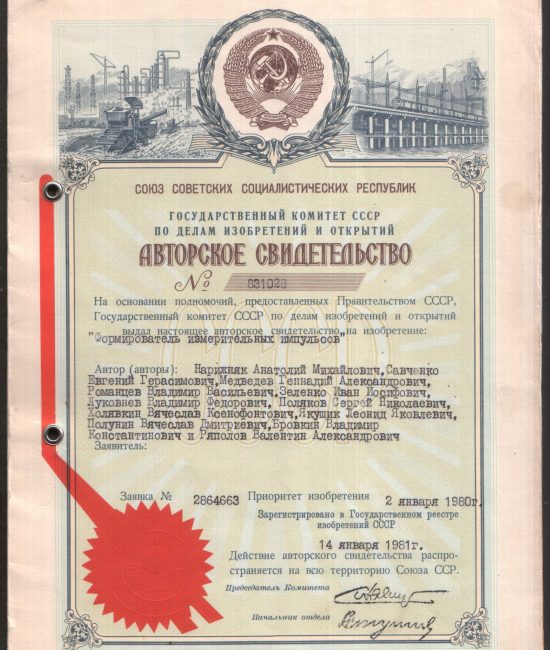 СОЮЗ СОВЕТСКИХ СОЦИАЛИСТИЧЕСКИХ РЕСПУБЛИК
ГОСУДАРСТВЕННЫЙ КОМИТЕТ СССР
ПО ДЕЛАМ ИЗОБРЕТЕНИЙ И ОТКРЫТИЙ
АВТОРСКОЕ СВИДЕТЕЛЬСТВО
№ 831028
На основании полномочий, предоставленных Правительством СССР,
Государственный комитет СССР по делам изобретений и открытий
выдал настоящее авторское свидетельство на изобретение:
"Формирователь измерительных импульсов"
Автор (авторы): Нарижняк Анатолий Михайлович,Савченко
Евгений Герасимович,Медведев Геннадий Александрович,
Романцев Владимир Васильевич,Зеленко Иван Иосифович,
Луковнев Владимир Федорович,Поляков Сергей Николаевич,
Холявкин Вячеслав Ксенофонтович,Якущик Леонид Яковлевич,
Полунин Вячеслав Дмитриевич,Бровкин Владимир
Константинович и Ряполов Валентин Александрович
Заявитель:
Заявка № 2864663 Приоритет изобретения 2 января 1980г.
Зарегистрировано в Государственном реестре
изобретений СССР
14 января 1981г.
Действие авторского свидетельства распро-
страняется на всю территорию Союза ССР.
Председатель Комитета
Начальник отдела